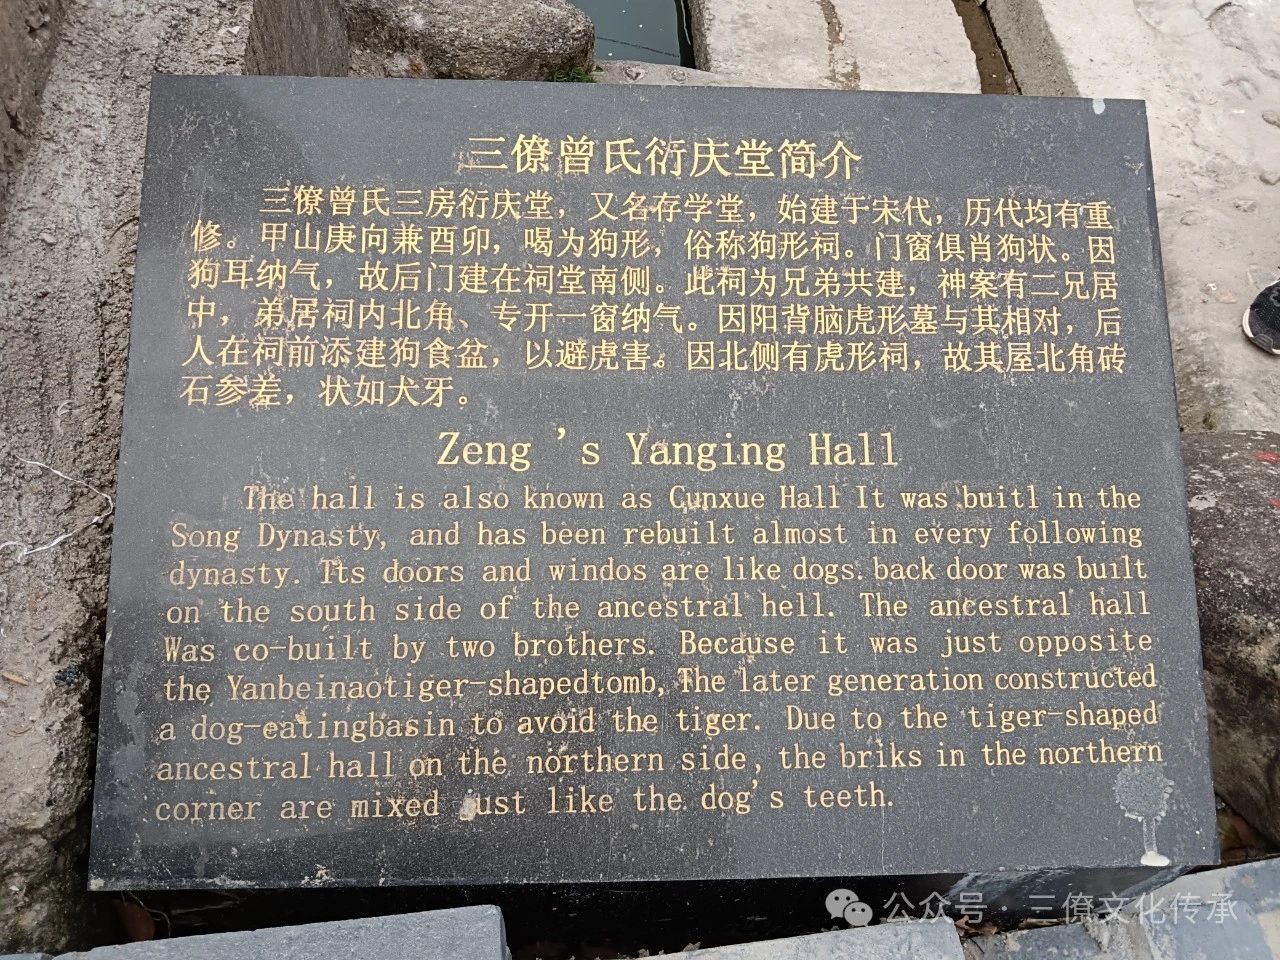 三僚曾氏衍庆堂简介
三僚曾氏三房衍庆堂，又名存学堂，始建于宋代，历代均有重
修。甲山庚向兼酉卯，喝为狗形，俗称狗形祠。门窗俱肖狗状。因
狗耳纳气，故后门建在祠堂南侧。此祠为兄弟共建，神案有二兄居
中，弟居祠内北角、专开一窗纳气。因阳背脑虎形墓与其相对，后
人在祠前添建狗食盆，以避虎害。因北侧有虎形祠，故其屋北角砖
石参差，状如犬牙。
Zeng 's Yanging Hall
The hall is also known as Cunxue Hall It was buitl in the
Song Dynasty, and has been rebuilt almost in every following
dynasty. Its doors and windos are like dogs. back door was built
on the south side of the ancestral hell. The ancestral hall
Was co-built by two brothers. Because it was just opposite
the Yanbeinaotiger-shapedtomb, The later generation constructed
a dog-eatingbasin to avoid the tiger. Due to the tiger-shaped
ancestral hall on the northern side, the briks in the northern
corner are mixed just like the dog's teeth.
公众号·三僚文化传承